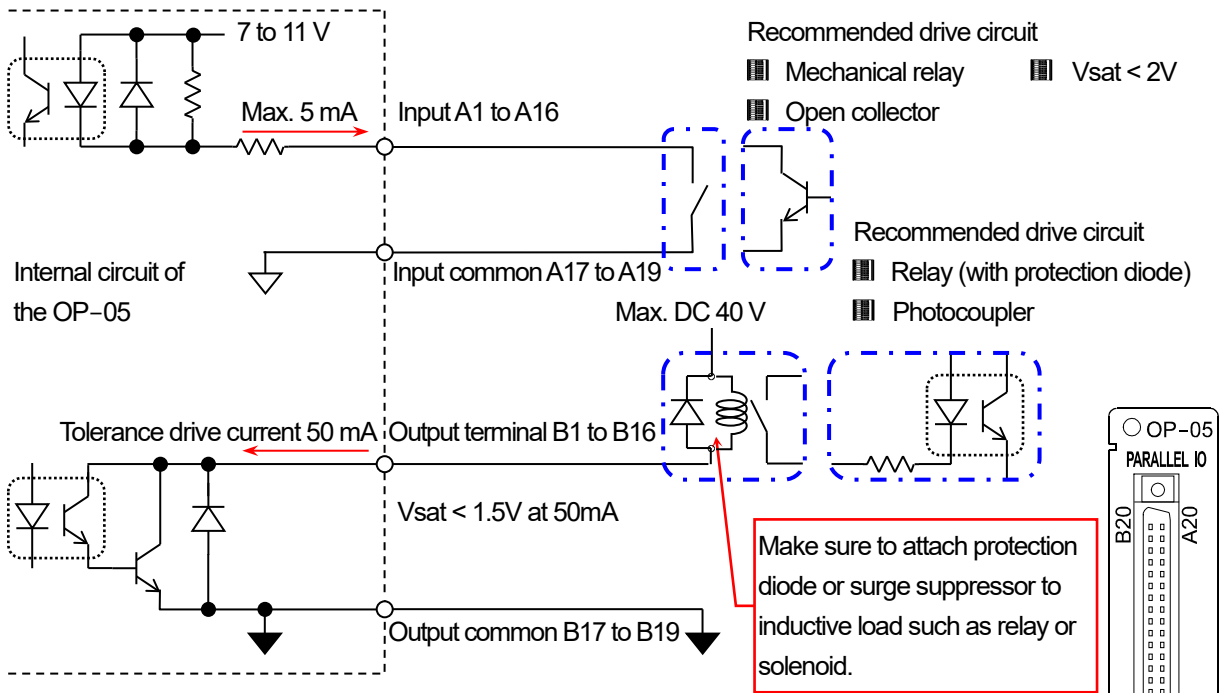 7 to 11 V
Recommended drive circuit
Mechanical relay
Vsat < 2V
Open collector
Max. 5 mA
Input A1 to A16
Internal circuit of
the OP-05
Input common A17 to A19
Recommended drive circuit
Relay (with protection diode)
Photocoupler
Max. DC 40 V
Tolerance drive current 50 mA
Output terminal B1 to B16
Vsat < 1.5V at 50mA
Output common B17 to B19
Make sure to attach protection
diode or surge suppressor to
inductive load such as relay or
solenoid.
OP-05
PARALLEL IO
B20
A20